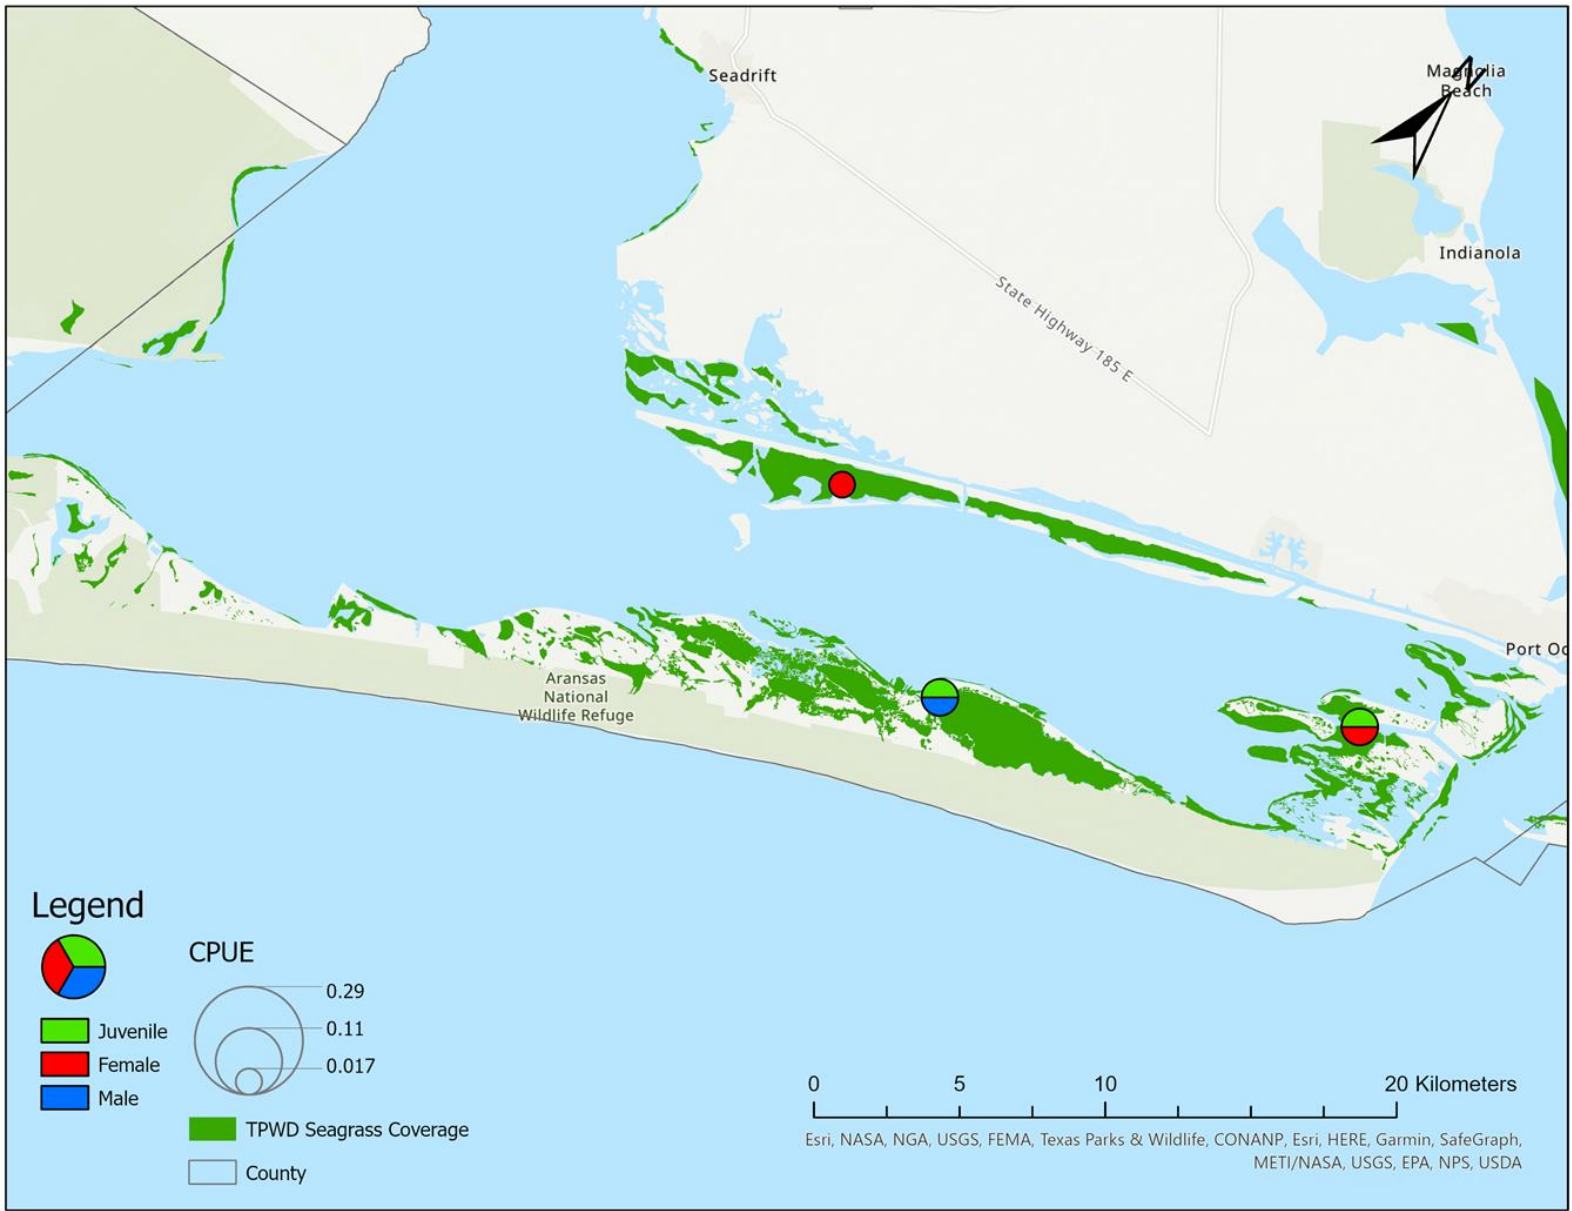 Seadrift
Magnolia
Beach
N
Indianola
State Highway 185 E
Port Oc
Aransas
National
Wildlife Refuge
Legend
CPUE
0.29
0.11
0.017
Juvenile
Female
Male
TPWD Seagrass Coverage
County
0 5 10 20 Kilometers
Esri, NASA, NGA, USGS, FEMA, Texas Parks & Wildlife, CONANP, Esri, HERE, Garmin, SafeGraph,
METI/NASA, USGS, EPA, NPS, USDA